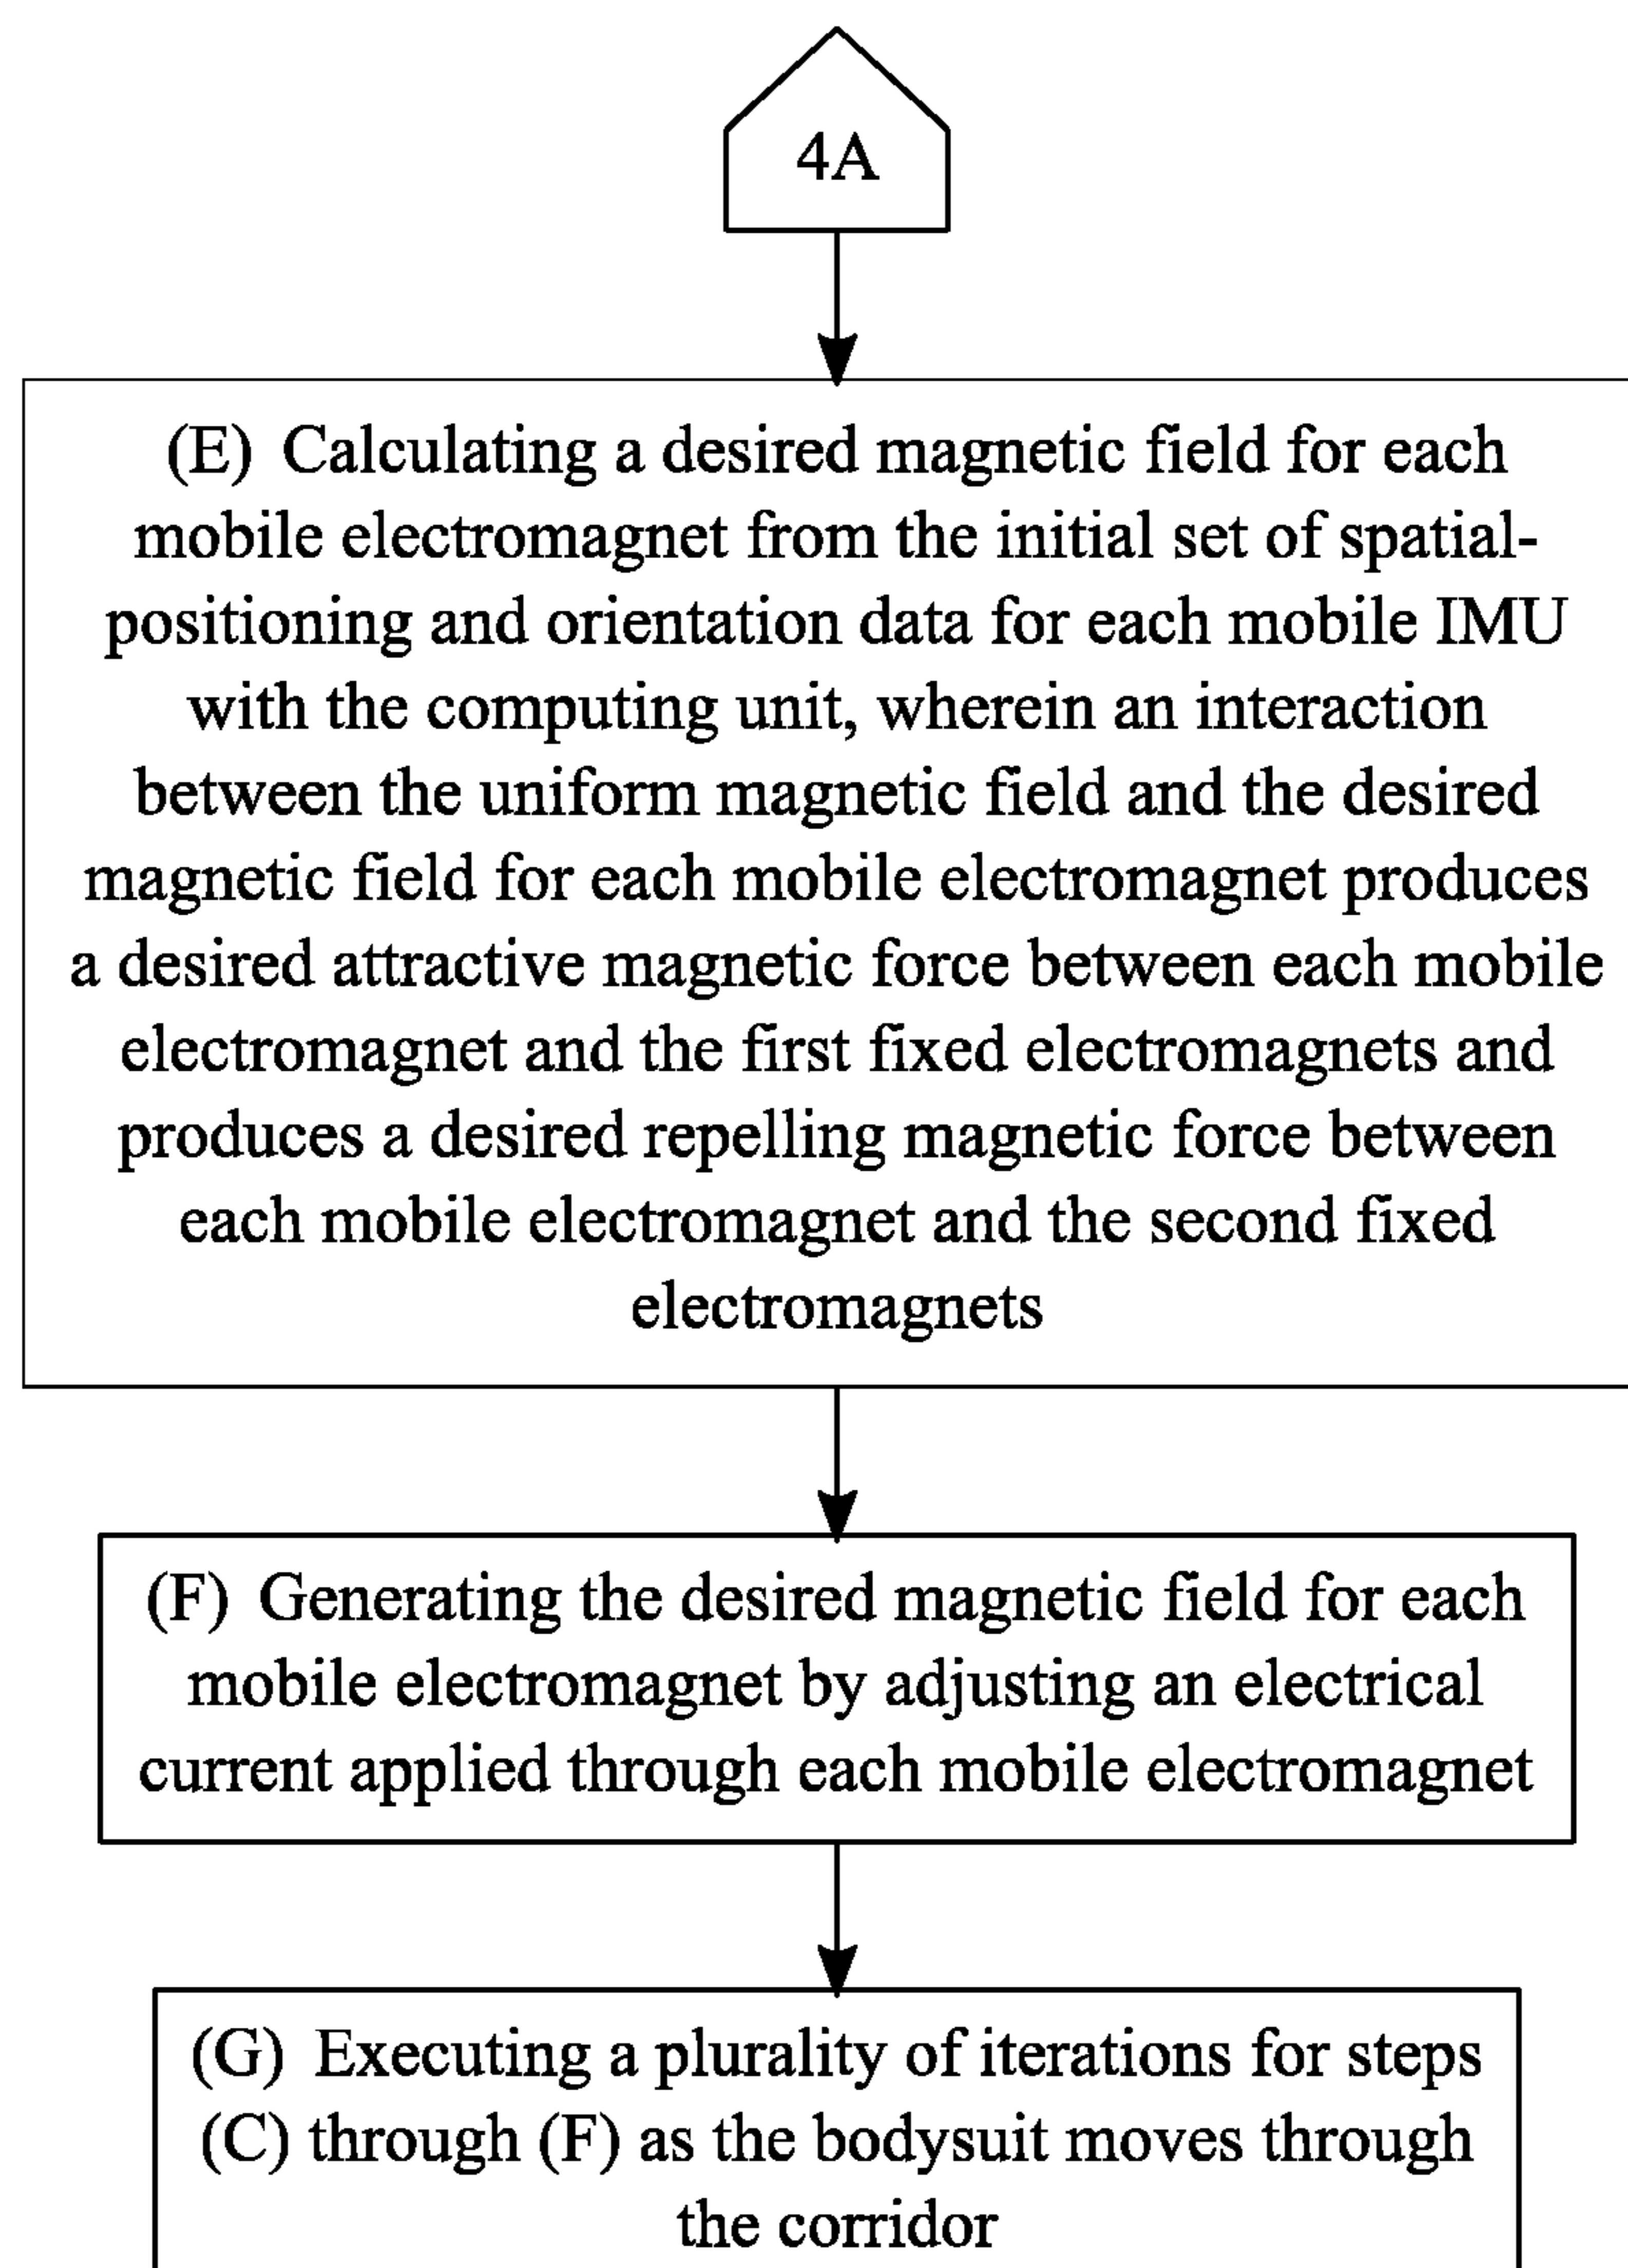 4A
(E) Calculating a desired magnetic field for each
mobile electromagnet from the initial set of spatial-
positioning and orientation data for each mobile IMU
with the computing unit, wherein an interaction
between the uniform magnetic field and the desired
magnetic field for each mobile electromagnet produces
a desired attractive magnetic force between each mobile
electromagnet and the first fixed electromagnets and
produces a desired repelling magnetic force between
each mobile electromagnet and the second fixed
electromagnets
(F) Generating the desired magnetic field for each
mobile electromagnet by adjusting an electrical
current applied through each mobile electromagnet
(G) Executing a plurality of iterations for steps
(C) through (F) as the bodysuit moves through
the corridor